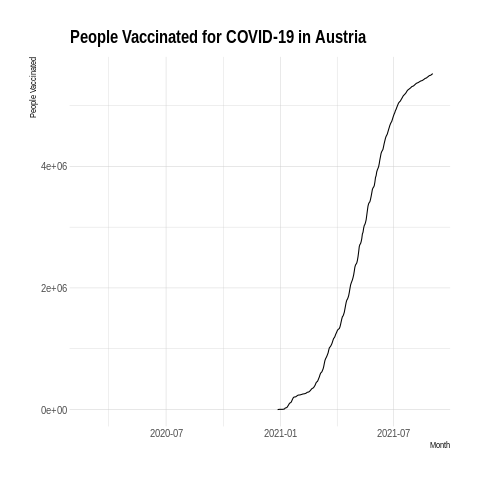 People Vaccinated for COVID-19 in Austria
People Vaccinated
4e+06
2e+06
0e+00
2020-07
2021-01
2021-07
Month